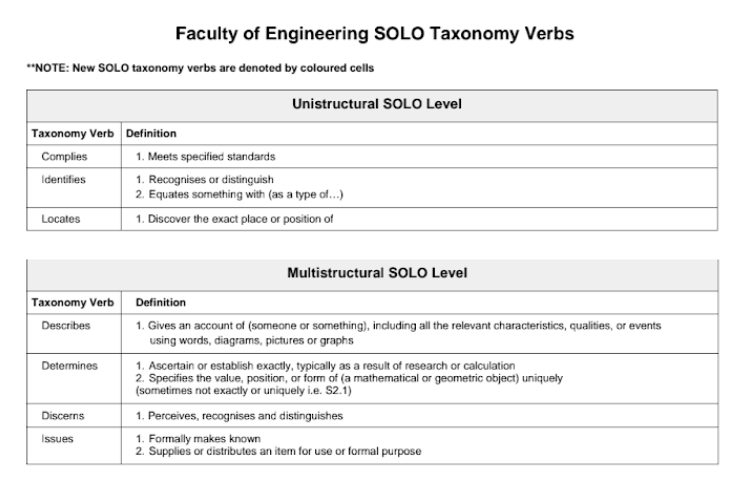 Faculty of Engineering SOLO Taxonomy Verbs
**NOTE: New SOLO taxonomy verbs are denoted by coloured cells
Unistructural SOLO Level
Taxonomy Verb Definition
Complies 1. Meets specified standards
Identifies 1. Recognises or distinguish
2. Equates something with (as a type of…)
Locates 1. Discover the exact place or position of
Multistructural SOLO Level
Taxonomy Verb Definition
Describes 1. Gives an account of (someone or something), including all the relevant characteristics, qualities, or events
using words, diagrams, pictures or graphs
Determines 1. Ascertain or establish exactly, typically as a result of research or calculation
2. Specifies the value, position, or form of (a mathematical or geometric object) uniquely
(sometimes not exactly or uniquely i.e. S2.1)
Discerns 1. Perceives, recognises and distinguishes
Issues 1. Formally makes known
2. Supplies or distributes an item for use or formal purpose